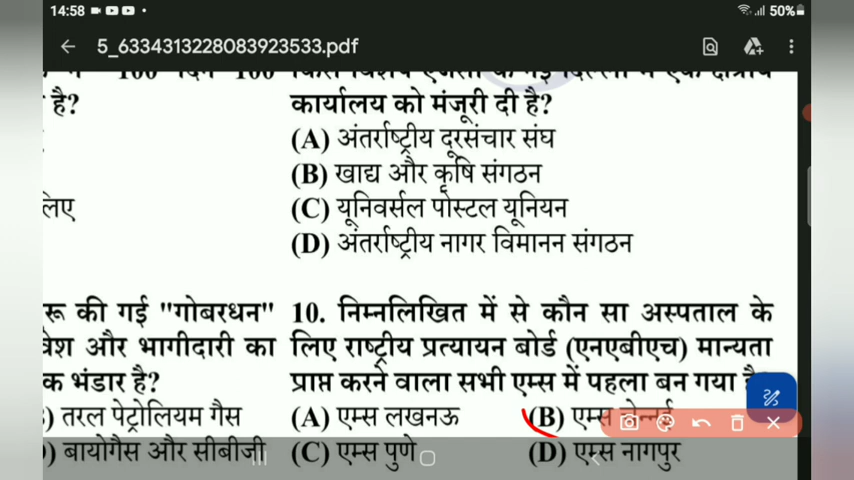 14:58
50%
5_6334313228083923533.pdf
है?
लिए
100 दिन 100
कार्यालय को मंजूरी दी है?
(A) अंतर्राष्ट्रीय दूरसंचार संघ
(B) खाद्य और कृषि संगठन
(C) यूनिवर्सल पोस्टल यूनियन
(D) अंतर्राष्ट्रीय नागर विमानन संगठन
रू की गई "गोबरधन"
वेश और भागीदारी का
क भंडार है?
) तरल पेट्रोलियम गैस
) बायोगैस और सीबीजी
10. निम्नलिखित में से कौन सा अस्पताल के
लिए राष्ट्रीय प्रत्यायन बोर्ड (एनएबीएच) मान्यता
प्राप्त करने वाला सभी एम्स में पहला बन गया है
(A) एम्स लखनऊ
(B) एम्स
(C) एम्स पुणे
(D) एम्स नागपुर